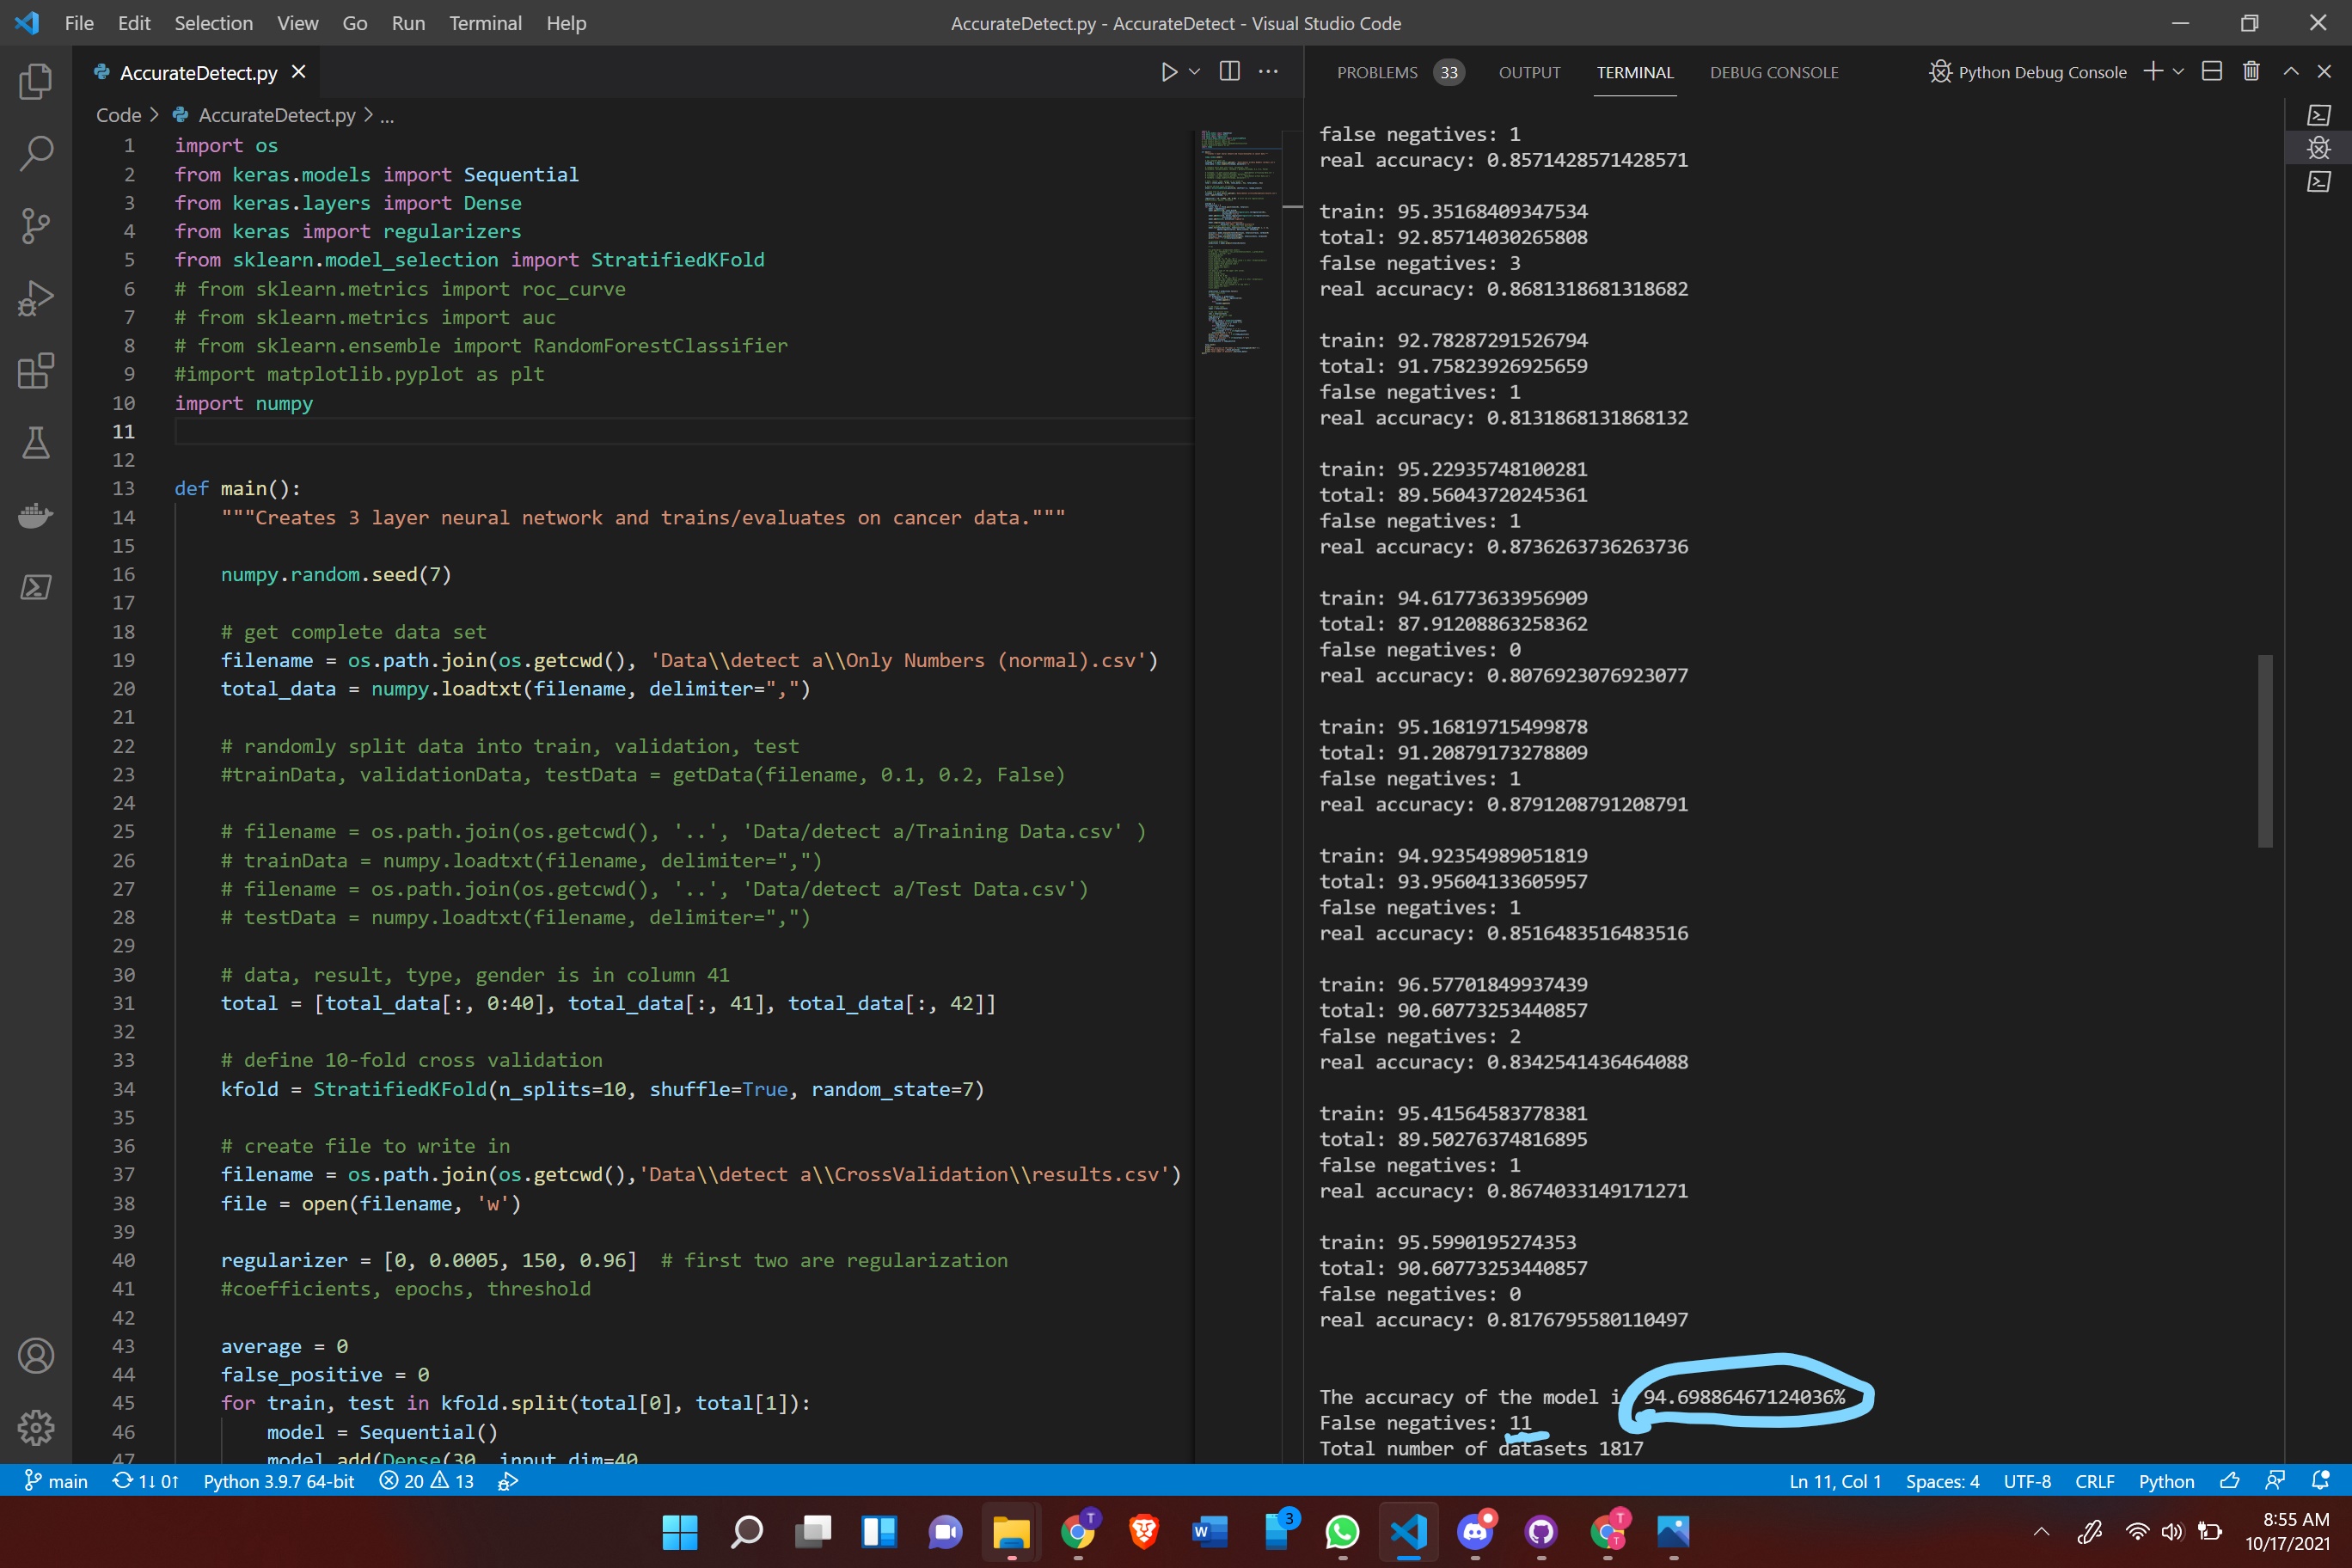 File Edit Selection View Go Run Terminal Help
AccurateDetect.py - AccurateDetect - Visual Studio Code
AccurateDetect.py
Code > AccurateDetect.py > ...
1 import os
2 from keras.models import Sequential
3 from keras.layers import Dense
4 from keras import regularizers
5 from sklearn.model_selection import StratifiedKFold
6 # from sklearn.metrics import roc_curve
7 # from sklearn.metrics import auc
8 # from sklearn.ensemble import RandomForestClassifier
9 #import matplotlib.pyplot as plt
10 import numpy
11
12
13 def main():
14 """Creates 3 layer neural network and trains/evaluates on cancer data."""
15
16 numpy.random.seed(7)
17
18 # get complete data set
19 filename = os.path.join(os.getcwd(), 'Data\\detect a\\Only Numbers (normal).csv')
20 total_data = numpy.loadtxt(filename, delimiter=",")
21
22 # randomly split data into train, validation, test
23 #trainData, validationData, testData = getData(filename, 0.1, 0.2, False)
24
25 # filename = os.path.join(os.getcwd(), '..', 'Data/detect a/Training Data.csv' )
26 # trainData = numpy.loadtxt(filename, delimiter=",")
27 # filename = os.path.join(os.getcwd(), '..', 'Data/detect a/Test Data.csv')
28 # testData = numpy.loadtxt(filename, delimiter=",")
29
30 # data, result, type, gender is in column 41
31 total = [total_data[:, 0:40], total_data[:, 41], total_data[:, 42]]
32
33 # define 10-fold cross validation
34 kfold = StratifiedKFold(n_splits=10, shuffle=True, random_state=7)
35
36 # create file to write in
37 filename = os.path.join(os.getcwd(),'Data\\detect a\\CrossValidation\\results.csv')
38 file = open(filename, 'w')
39
40 regularizer = [0, 0.0005, 150, 0.96]  # first two are regularization
41 #coefficients, epochs, threshold
42
43 average = 0
44 false_positive = 0
45 for train, test in kfold.split(total[0], total[1]):
46 model = Sequential()
47 model.add(Dense(30, input_dim=40,
PROBLEMS 33 OUTPUT TERMINAL DEBUG CONSOLE
Python Debug Console
false negatives: 1
real accuracy: 0.8571428571428571
train: 95.35168409347534
total: 92.85714030265808
false negatives: 3
real accuracy: 0.8681318681318682
train: 92.78287291526794
total: 91.75823926925659
false negatives: 1
real accuracy: 0.8131868131868132
train: 95.22935748100281
total: 89.56043720245361
false negatives: 1
real accuracy: 0.8736263736263736
train: 94.61773633956909
total: 87.91208863258362
false negatives: 0
real accuracy: 0.8076923076923077
train: 95.16819715499878
total: 91.20879173278809
false negatives: 1
real accuracy: 0.8791208791208791
train: 94.92354989051819
total: 93.95604133605957
false negatives: 1
real accuracy: 0.8516483516483516
train: 96.57701849937439
total: 90.60773253440857
false negatives: 2
real accuracy: 0.8342541436464088
train: 95.41564583778381
total: 89.50276374816895
false negatives: 1
real accuracy: 0.8674033149171271
train: 95.5990195274353
total: 90.60773253440857
false negatives: 0
real accuracy: 0.8176795580110497
The accuracy of the model i 94.69886467124036%
False negatives: 11
Total number of datasets 1817
main 1↓ 0↑ Python 3.9.7 64-bit 20 13
Ln 11, Col 1 Spaces: 4 UTF-8 CRLF Python
T W 3 T T
8:55 AM
10/17/2021